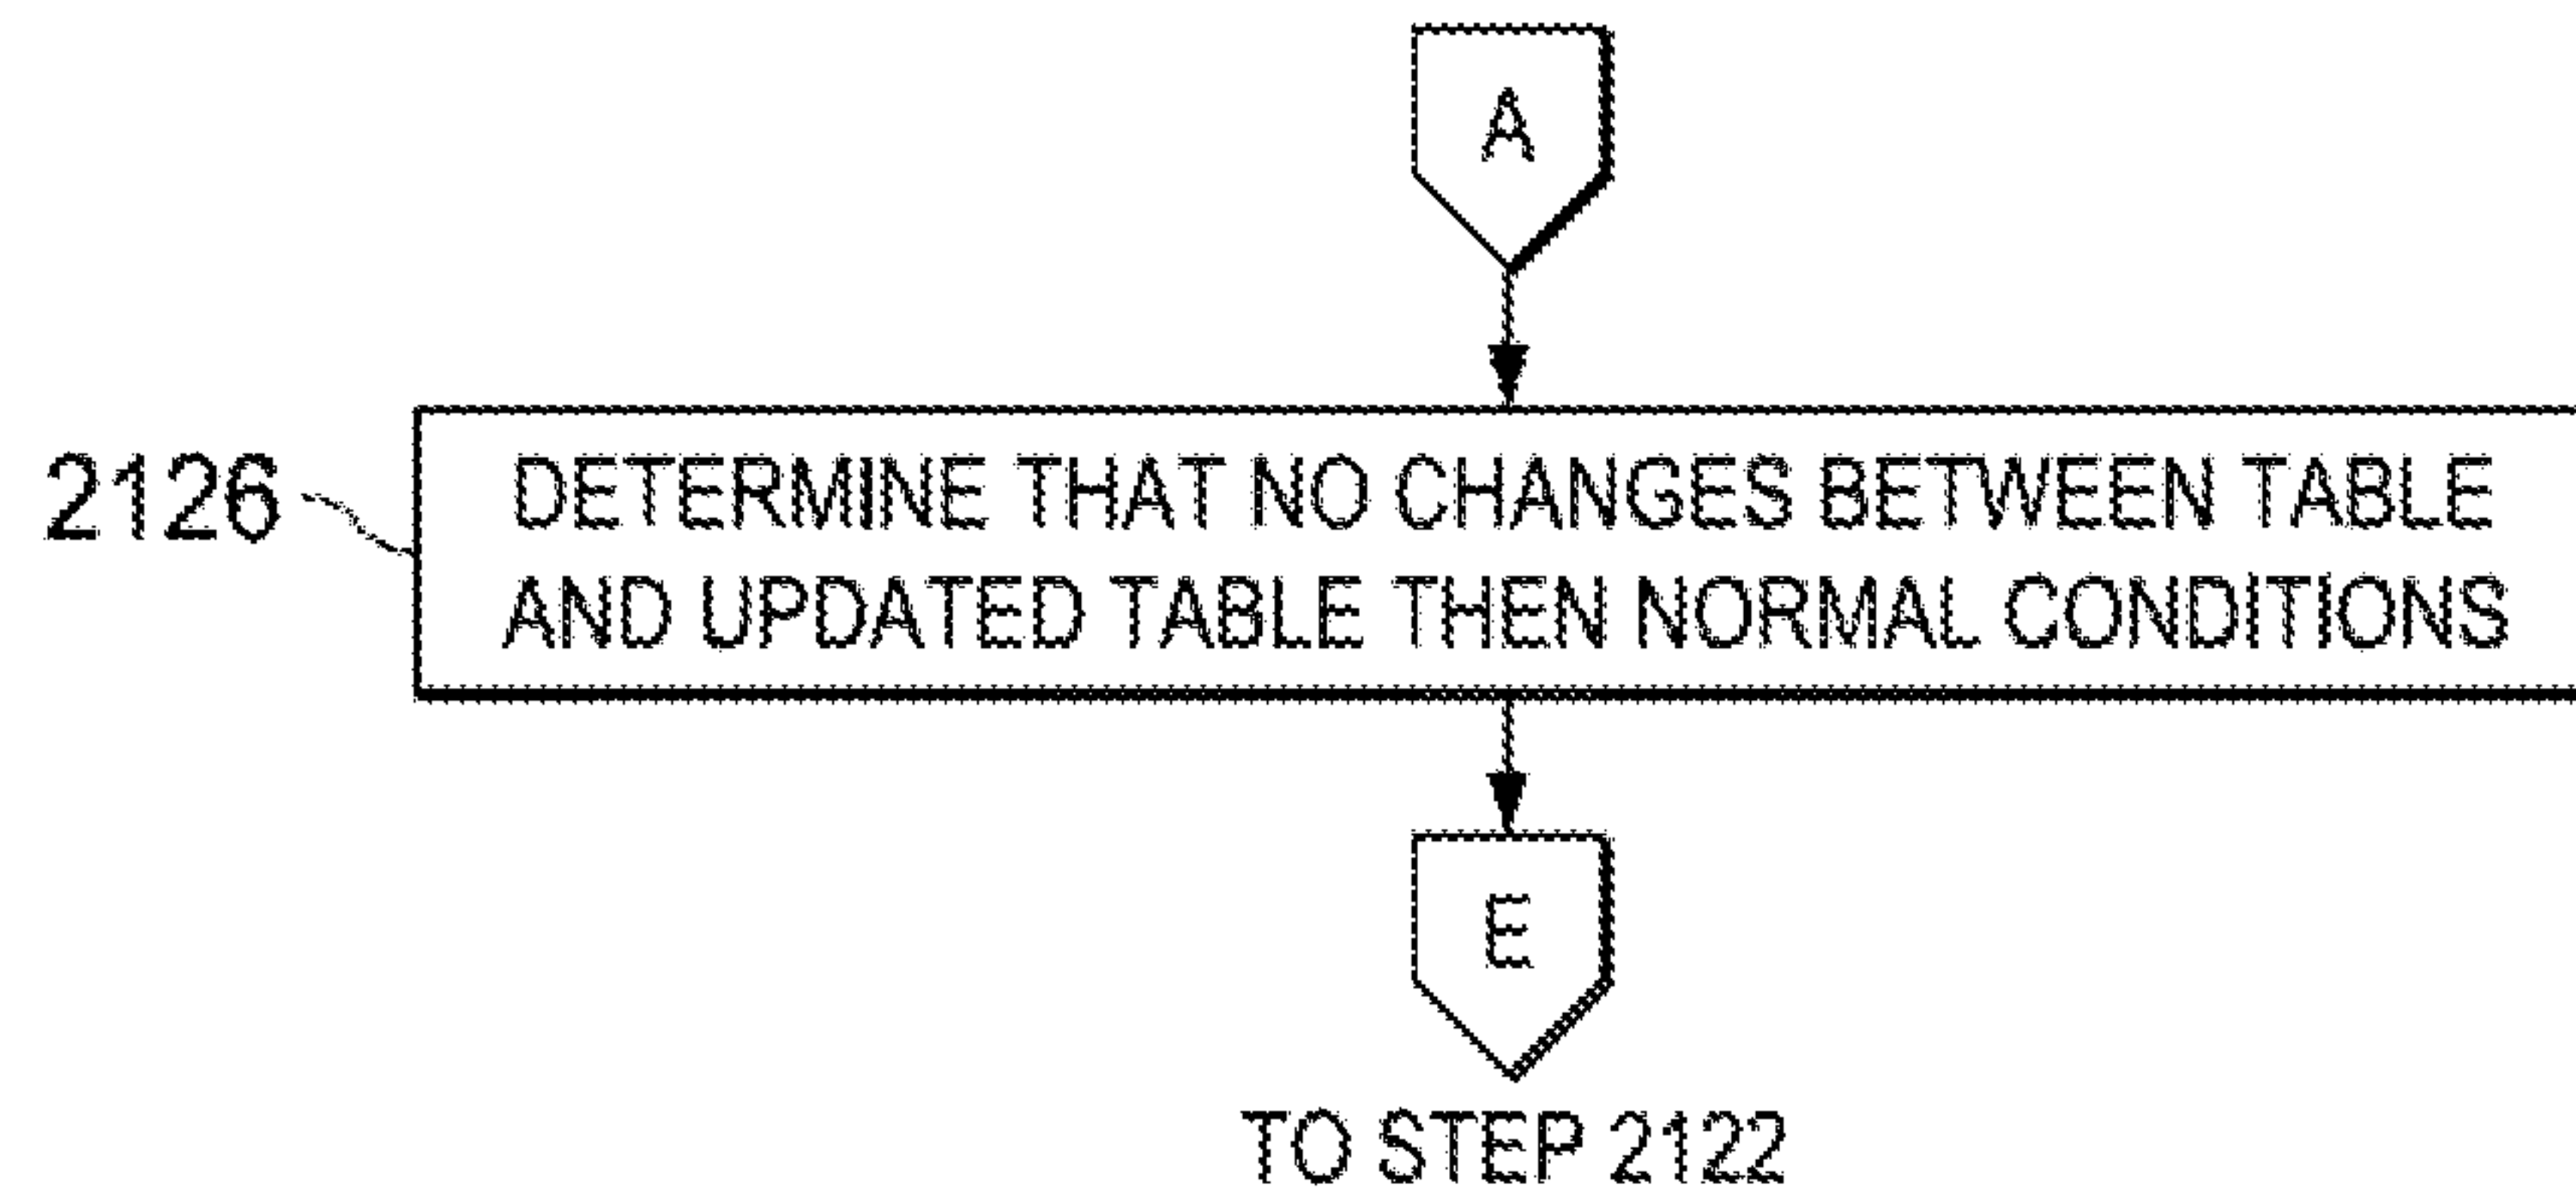 A
2126
DETERMINE THAT NO CHANGES BETWEEN TABLE
AND UPDATED TABLE THEN NORMAL CONDITIONS
E
TO STEP 2122